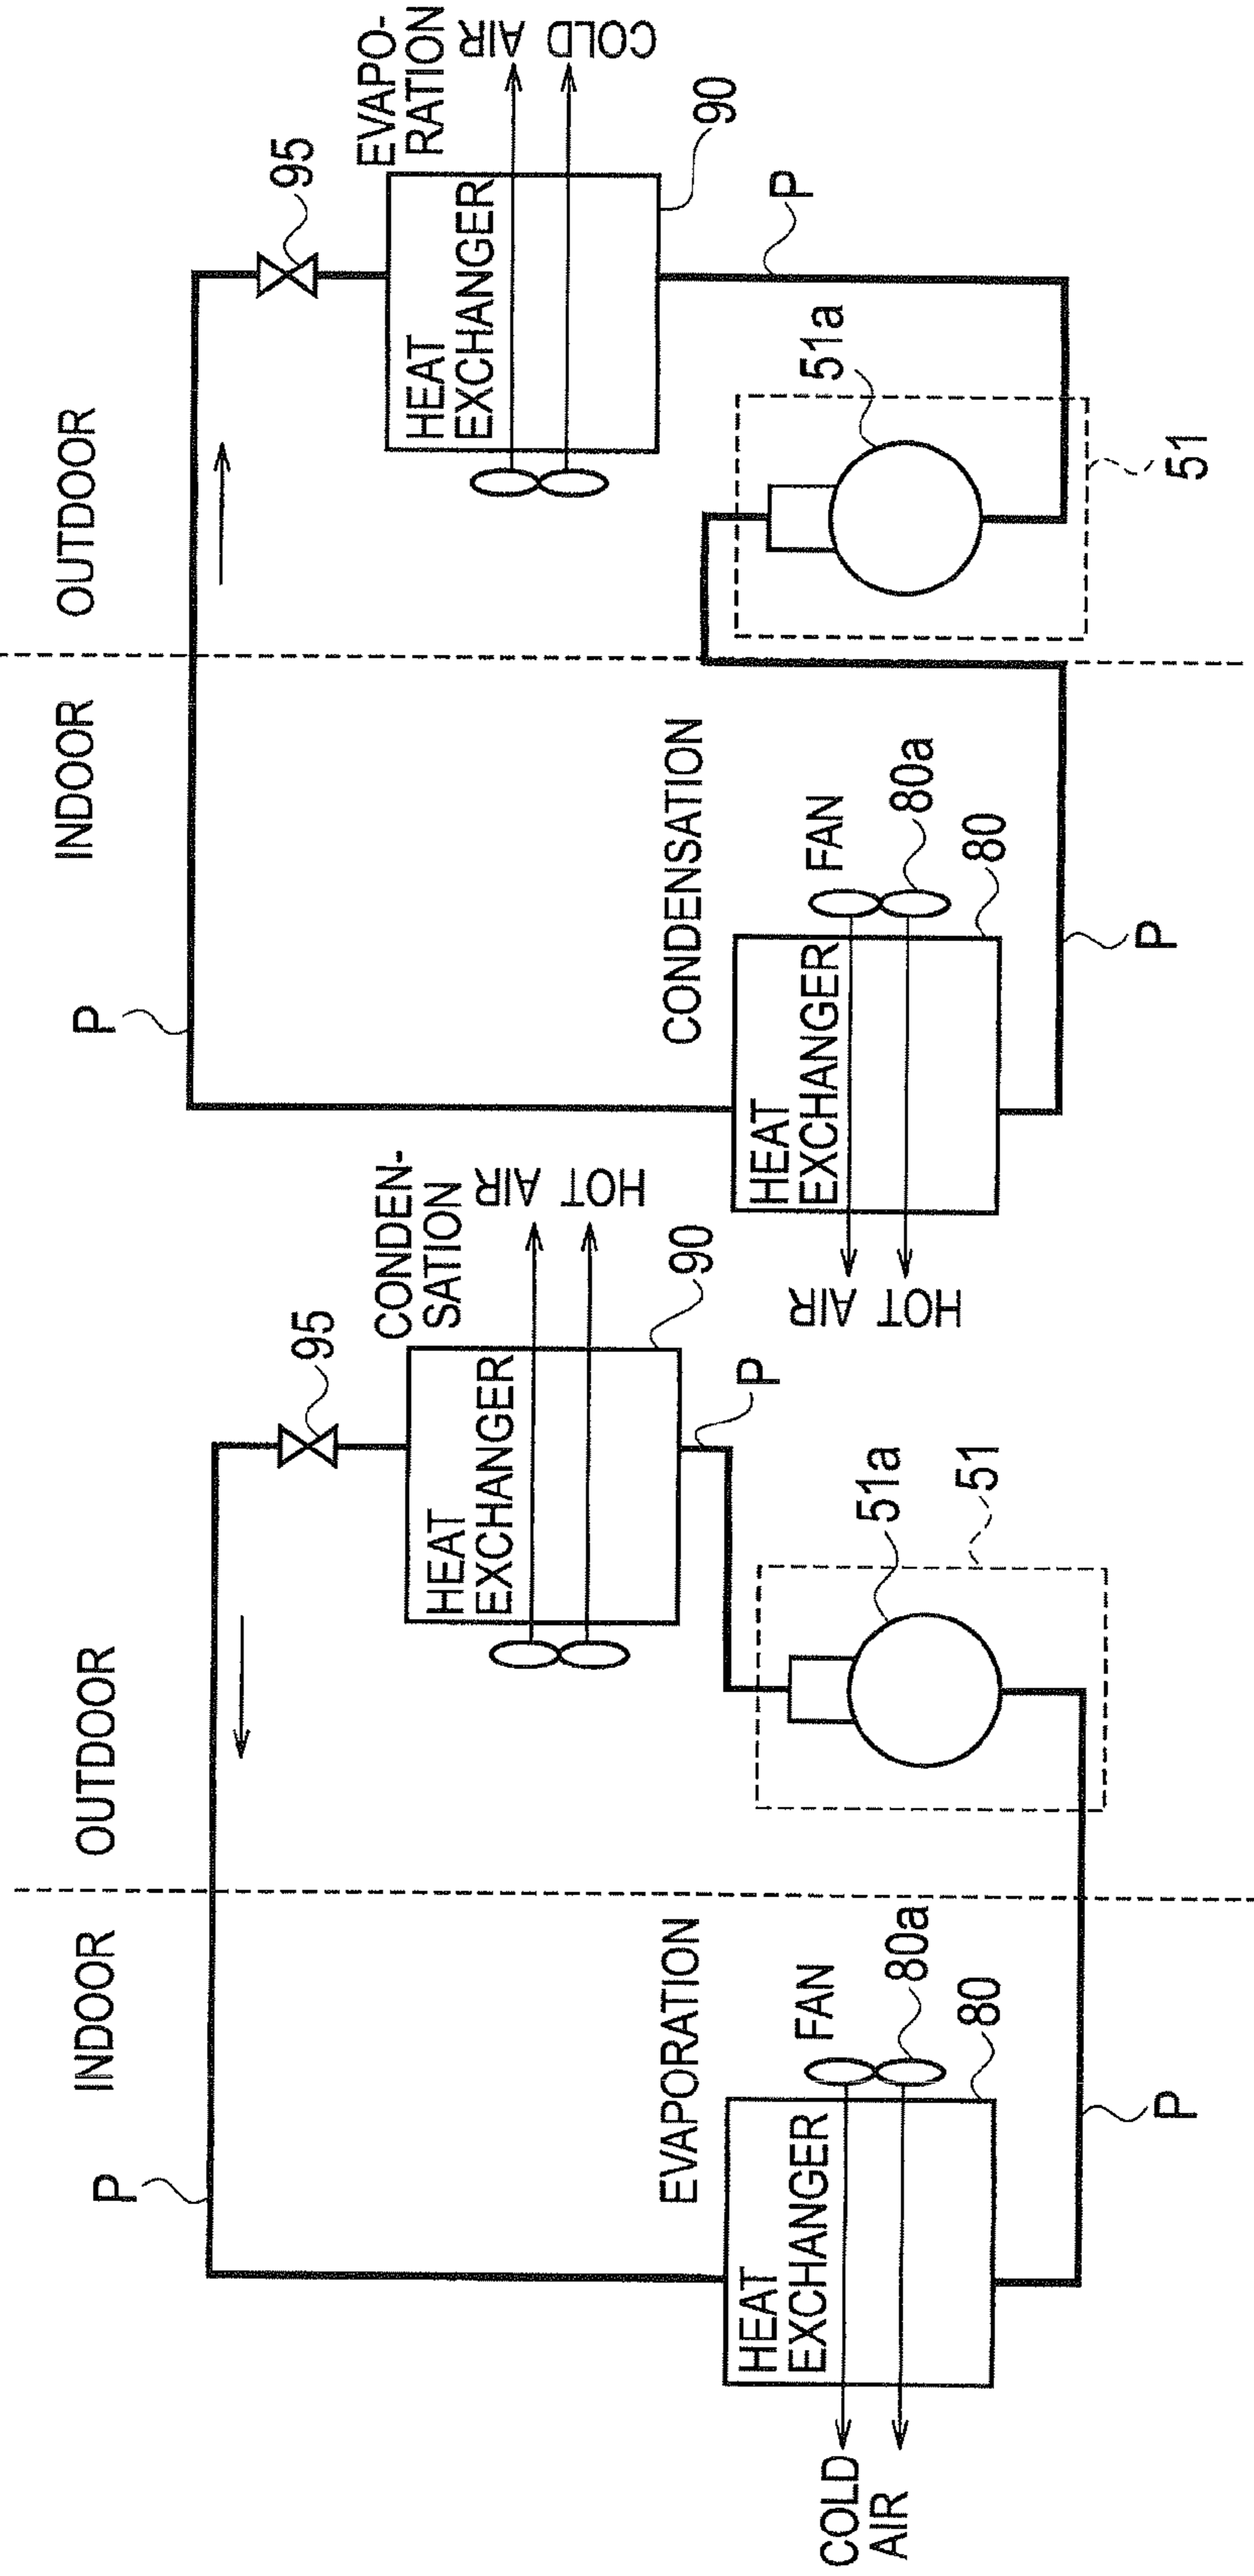 INDOOR
OUTDOOR
P
95
CONDEN-
SATION
HEAT
EXCHANGER
HOT AIR
90
P
EVAPORATION
HEAT
EXCHANGER
FAN
80a
80
COLD
AIR
51a
51
P
INDOOR
OUTDOOR
P
95
EVAPO-
RATION
HEAT
EXCHANGER
COLD AIR
90
P
CONDENSATION
HEAT
EXCHANGER
FAN
80a
80
HOT AIR
51a
51
P